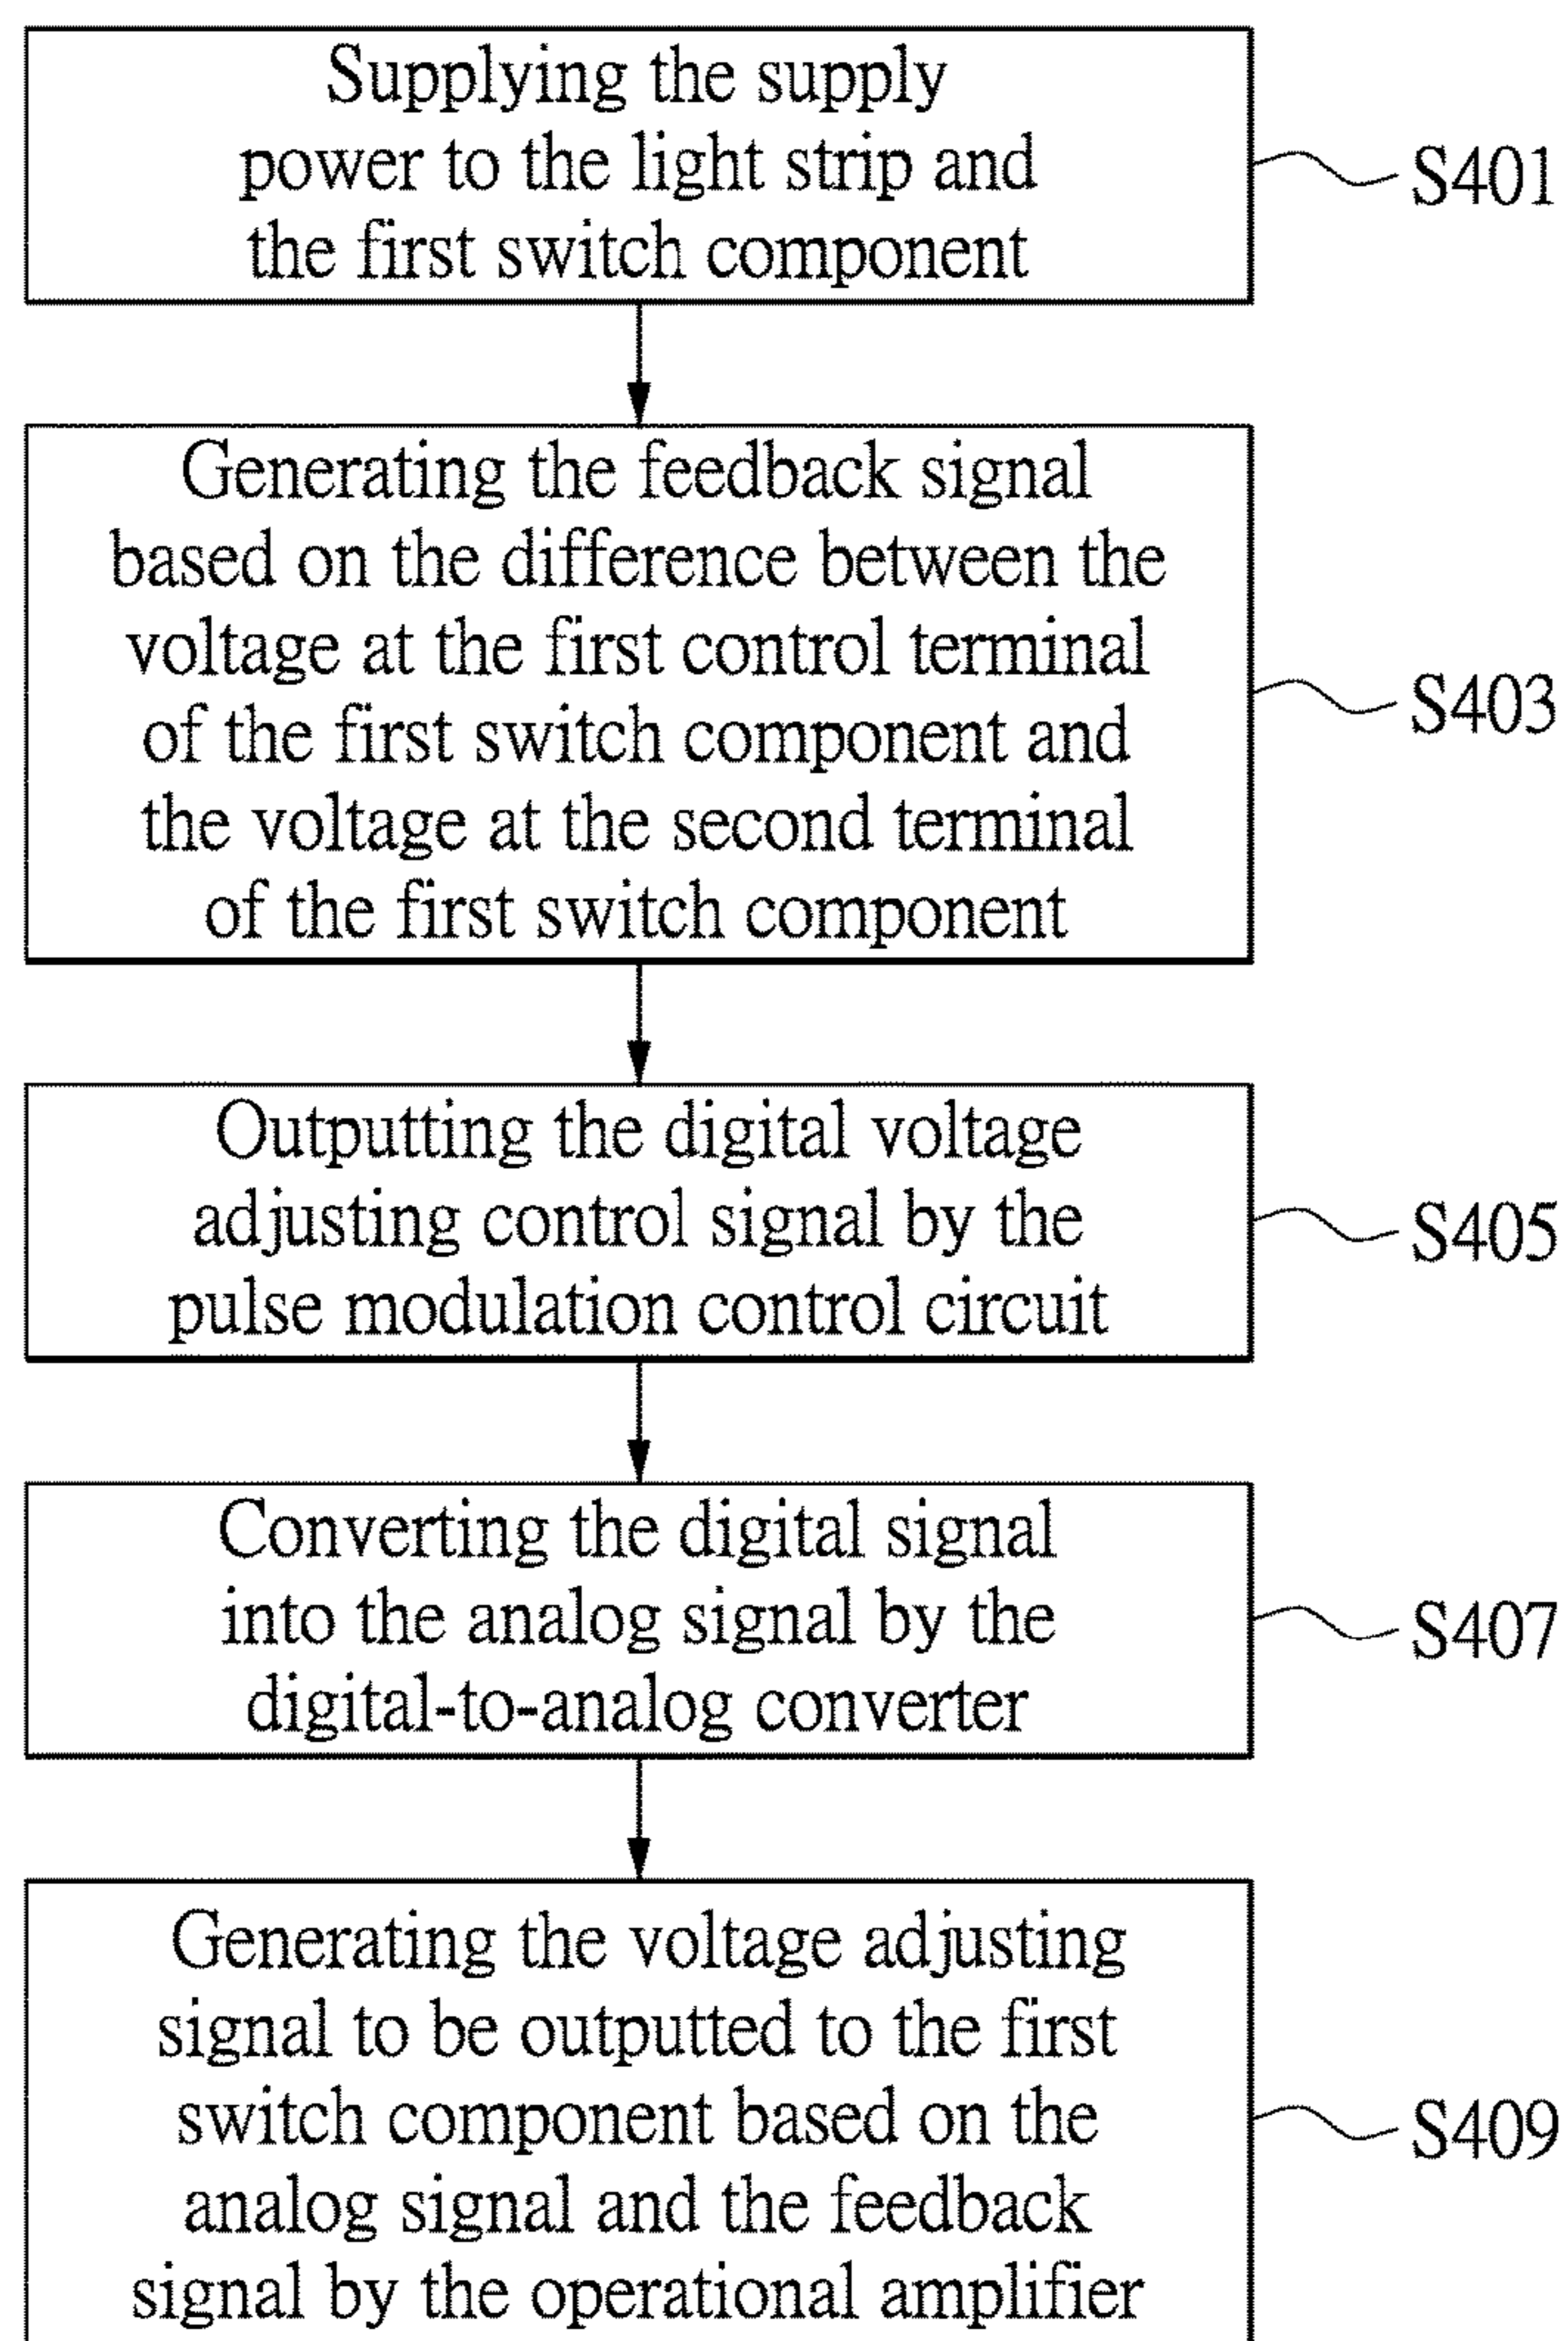 Supplying the supply
power to the light strip and
the first switch component
S401
Generating the feedback signal
based on the difference between the
voltage at the first control terminal
of the first switch component and
the voltage at the second terminal
of the first switch component
S403
Outputting the digital voltage
adjusting control signal by the
pulse modulation control circuit
S405
Converting the digital signal
into the analog signal by the
digital-to-analog converter
S407
Generating the voltage adjusting
signal to be outputted to the first
switch component based on the
analog signal and the feedback
signal by the operational amplifier
S409